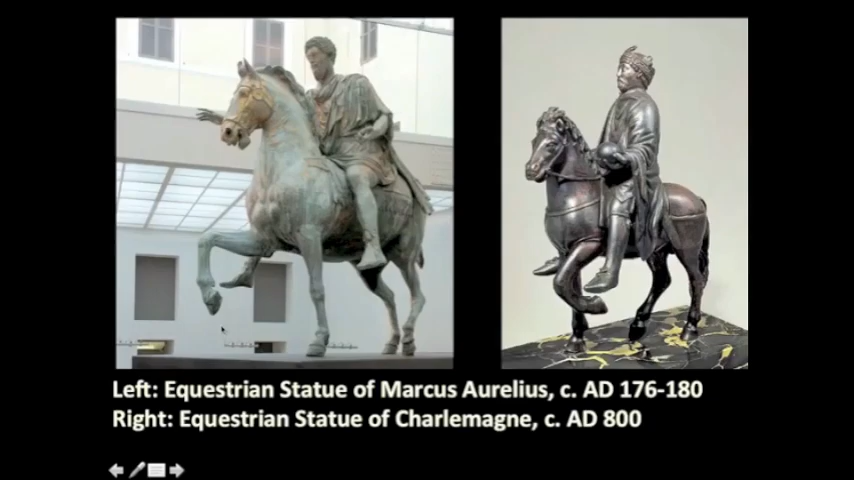 Left: Equestrian Statue of Marcus Aurelius, c. AD 176-180
Right: Equestrian Statue of Charlemagne, c. AD 800